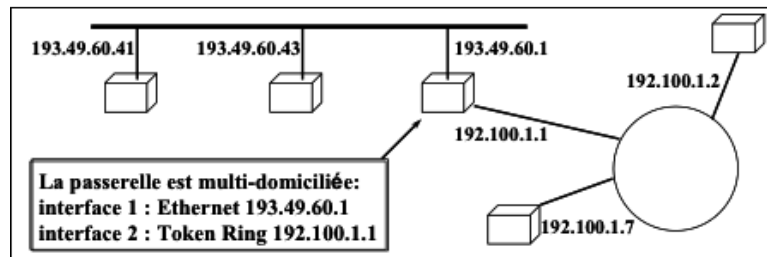 193.49.60.41
193.49.60.43
193.49.60.1
192.100.1.2
192.100.1.1
La passerelle est multi-domiciliée:
interface 1 : Ethernet 193.49.60.1
interface 2 : Token Ring 192.100.1.1
192.100.1.7